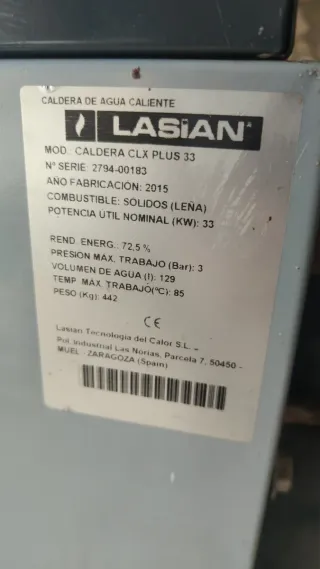 CALDERA DE AGUA CALIENTE
LASIAN
MOD.: CALDERA CLX PLUS 33
Nº SERIE: 2794-00183
AÑO FABRICACIÓN: 2015
COMBUSTIBLE: SOLIDOS (LEÑA)
POTENCIA UTIL NOMINAL (KW): 33
REND. ENERG.: 72,5 %
PRESION MAX. TRABAJO (Bar): 3
VOLUMEN DE AGUA (l): 129
TEMP. MÁX. TRABAJO(ºC): 85
PESO (Kg): 442
CE
Lasian Tecnología del Calor S.L. –
Pol. Industrial Las Norias, Parcela 7, 50450 -
MUEL - ZARAGOZA (Spain)